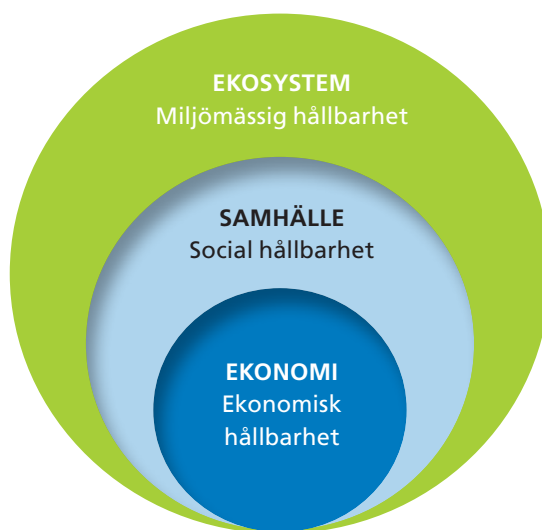 EKOSYSTEM
Miljömässig hållbarhet
SAMHÄLLE
Social hållbarhet
EKONOMI
Ekonomisk
hållbarhet